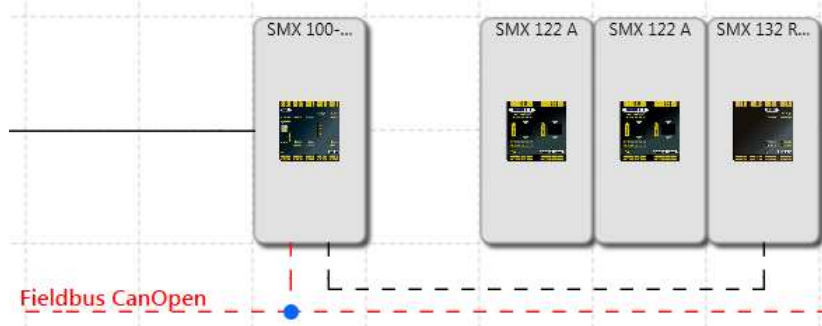 SMX 100-...
SMX 122 A
SMX 122 A
SMX 132 R...
Fieldbus CanOpen